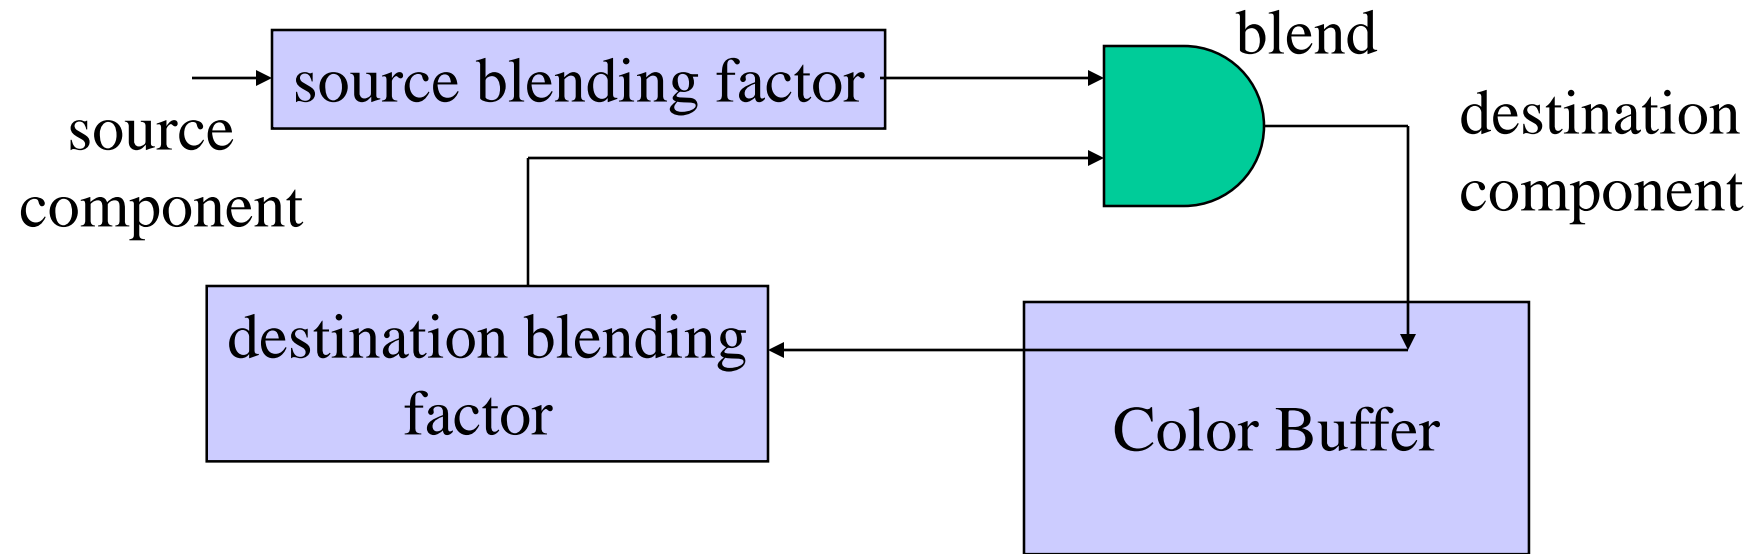 blend
source blending factor
source
component
destination
component
destination blending
factor
Color Buffer